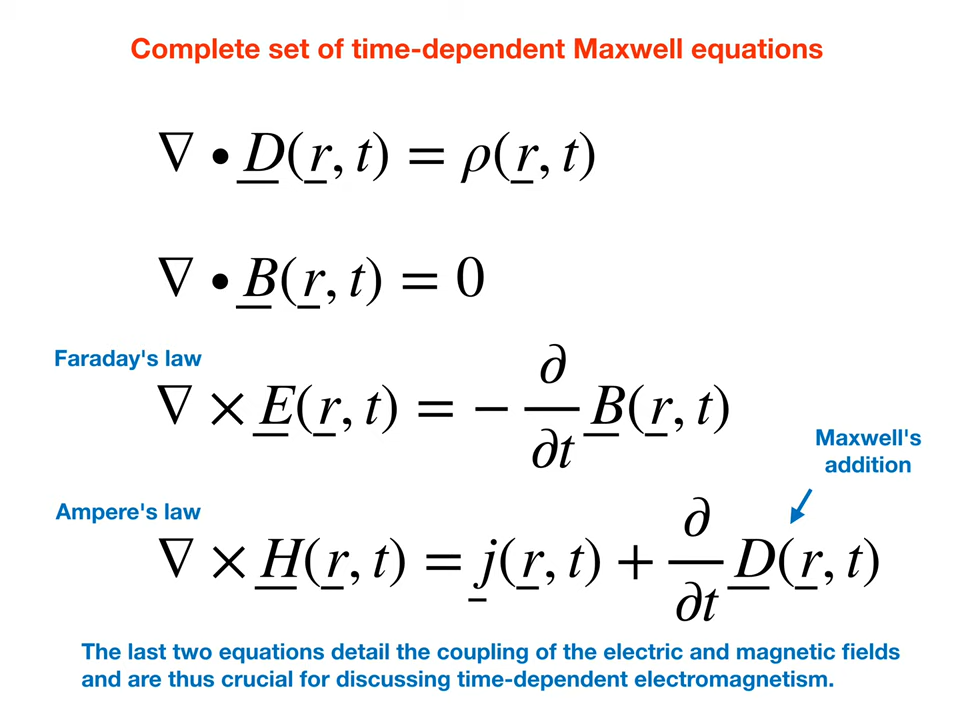 Complete set of time-dependent Maxwell equations
∇ • D(r, t) = ρ(r, t)
∇ • B(r, t) = 0
Faraday's law
∇ × E(r, t) = − ∂/∂t B(r, t)
Maxwell's
addition
Ampere's law
∇ × H(r, t) = j(r, t) + ∂/∂t D(r, t)
The last two equations detail the coupling of the electric and magnetic fields
and are thus crucial for discussing time-dependent electromagnetism.